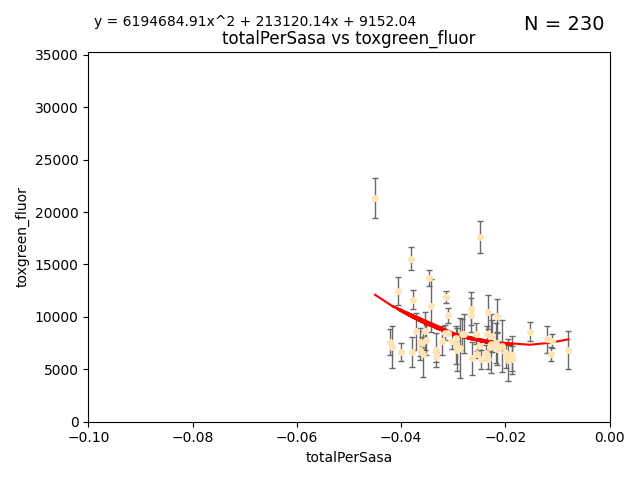 y = 6194684.91x^2 + 213120.14x + 9152.04
N = 230
totalPerSasa vs toxgreen_fluor
35000
30000
25000
20000
15000
10000
5000
0
toxgreen_fluor
−0.10
−0.08
−0.06
−0.04
−0.02
0.00
totalPerSasa